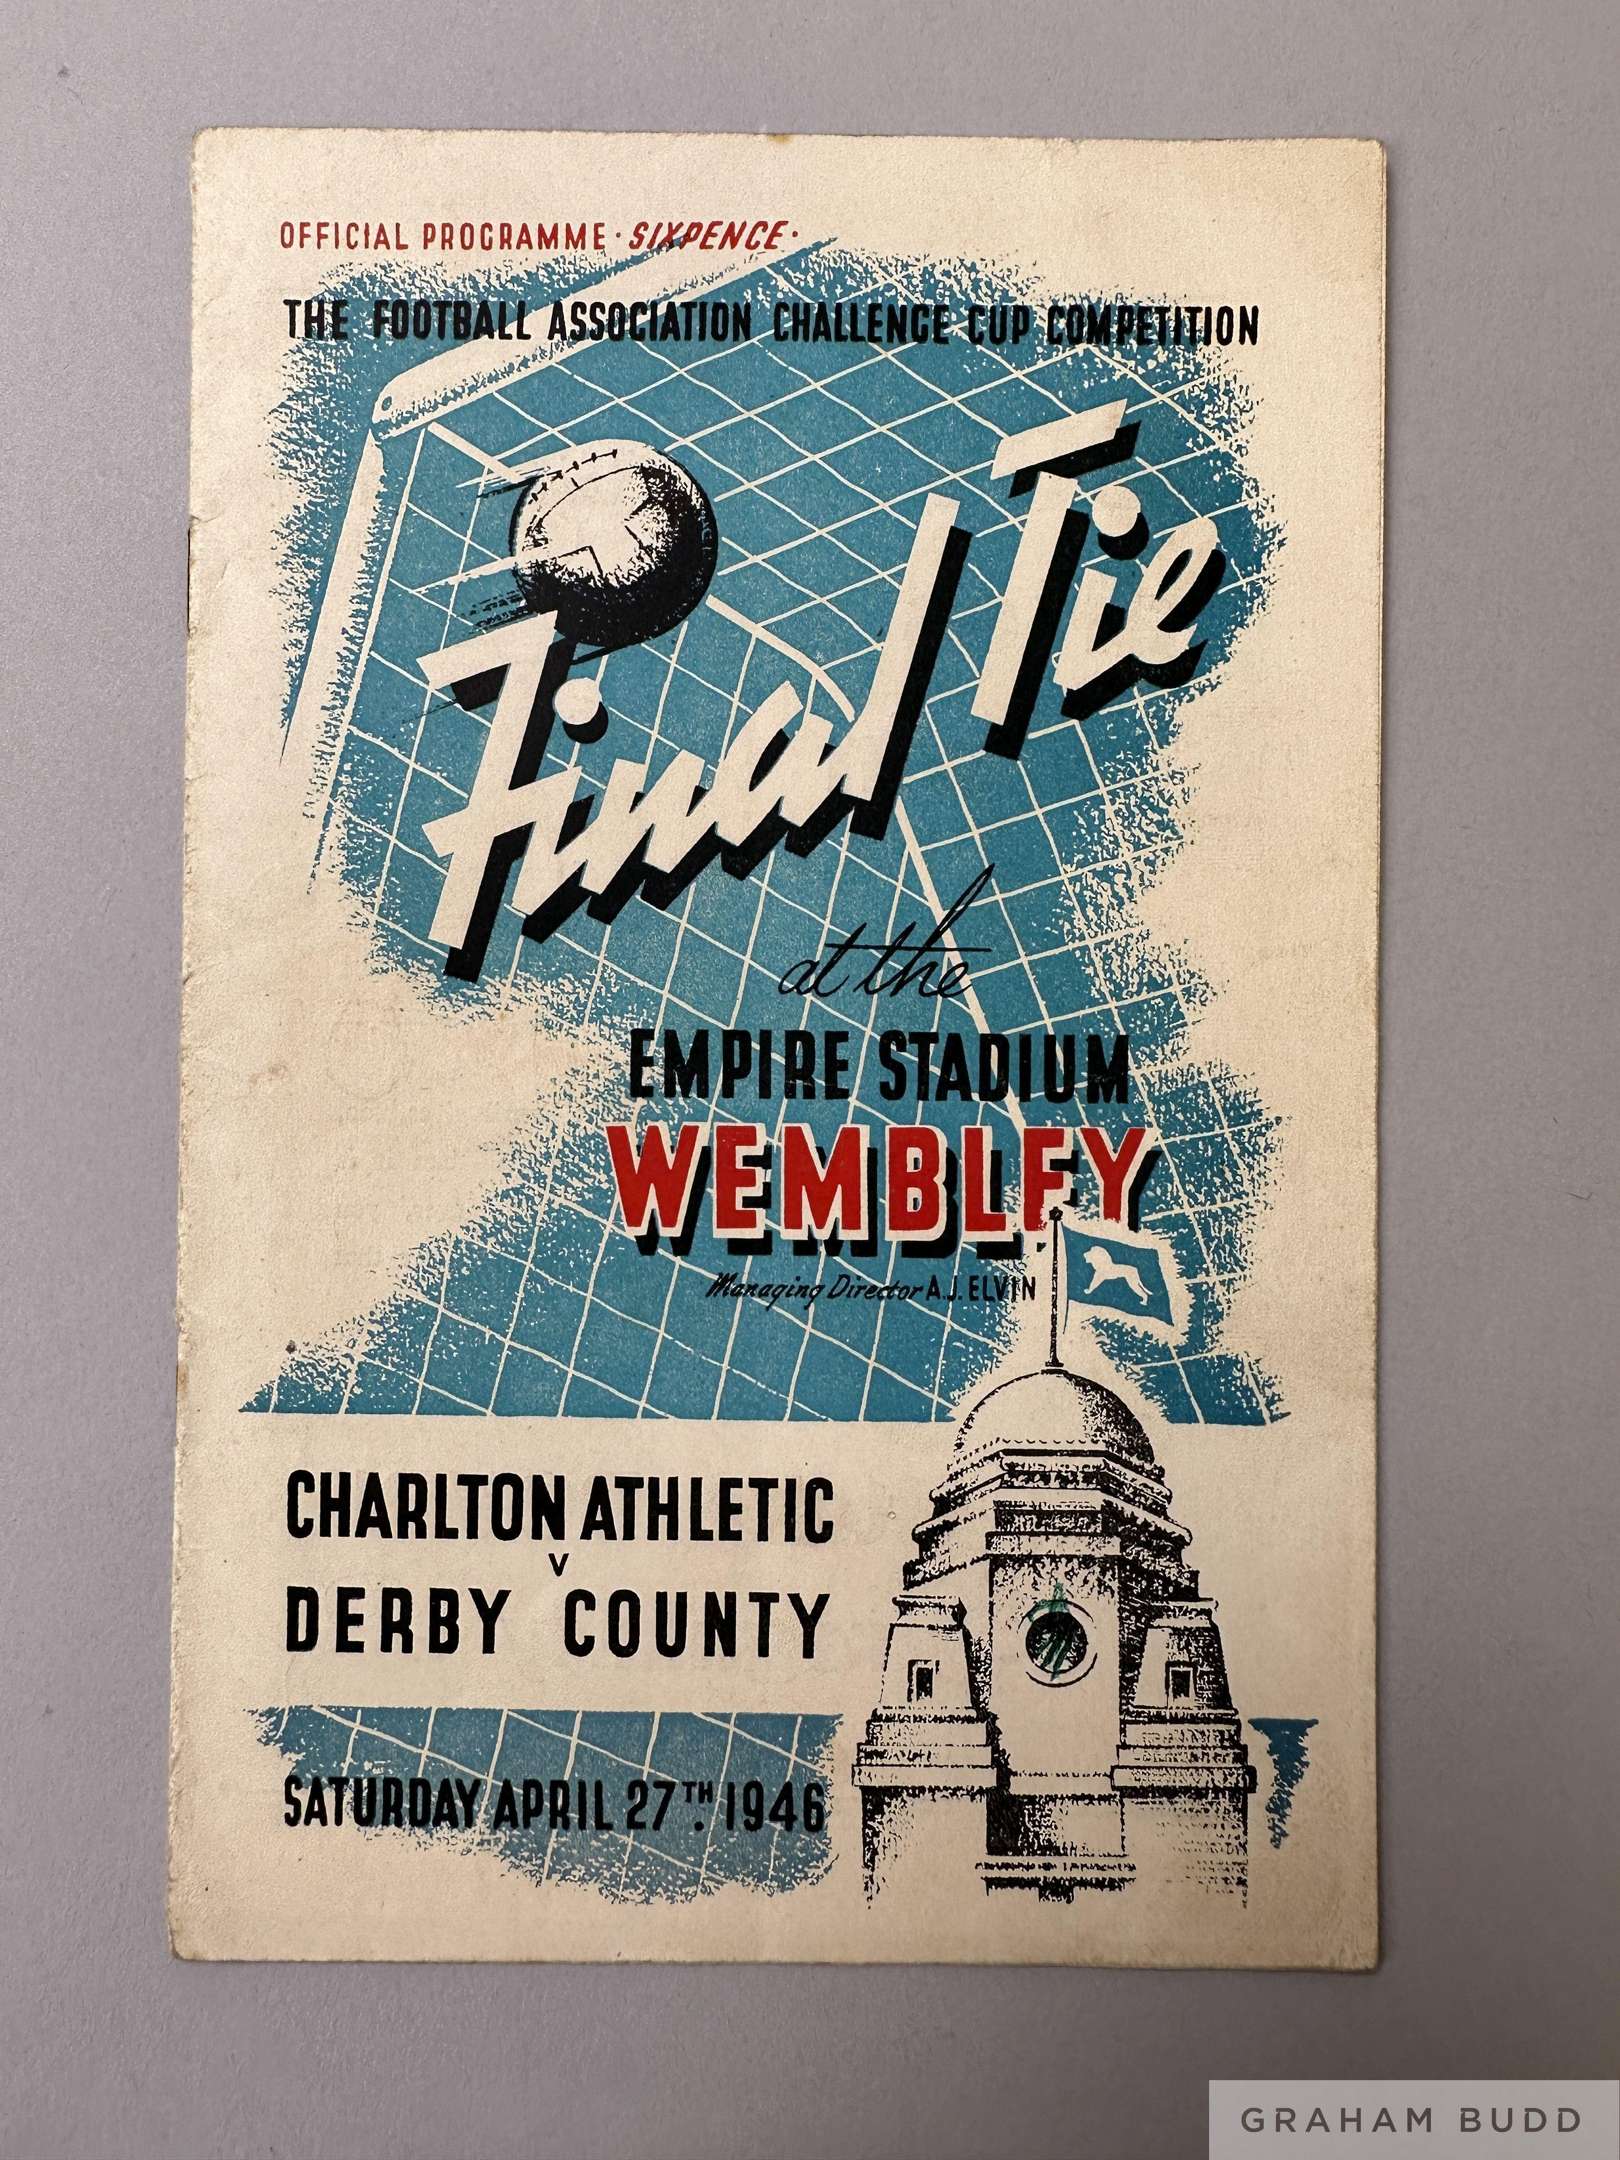 OFFICIAL PROGRAMME · SIXPENCE ·
THE FOOTBALL ASSOCIATION CHALLENGE CUP COMPETITION
Final Tie
at the
EMPIRE STADIUM
WEMBLEY
Managing Director A.J. ELVIN
CHARLTON ATHLETIC
V
DERBY COUNTY
SATURDAY APRIL 27TH. 1946
GRAHAM BUDD